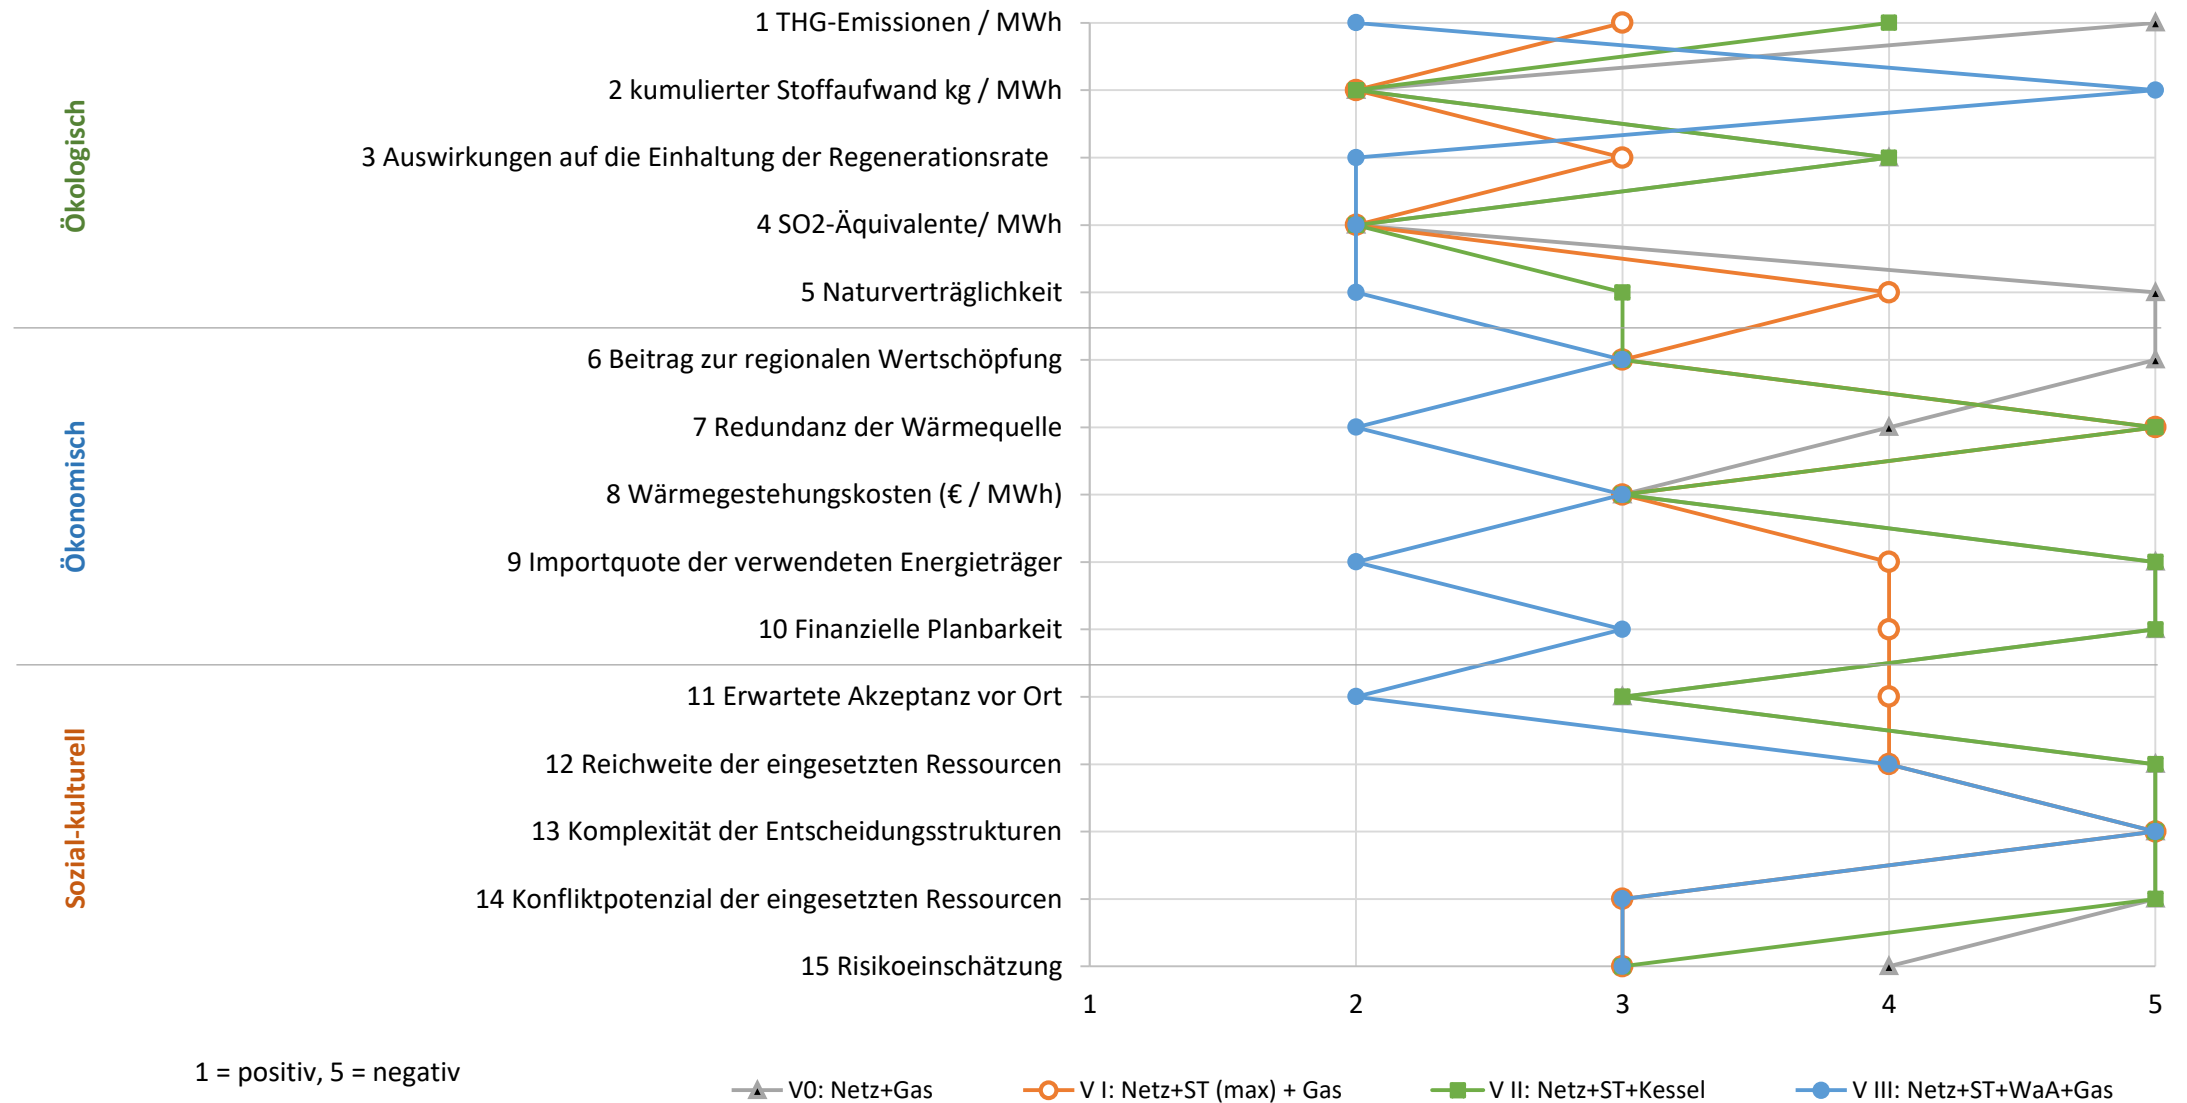 Ökologisch
1 THG-Emissionen / MWh
2 kumulierter Stoffaufwand kg / MWh
3 Auswirkungen auf die Einhaltung der Regenerationsrate
4 SO2-Äquivalente/ MWh
5 Naturverträglichkeit
Ökonomisch
6 Beitrag zur regionalen Wertschöpfung
7 Redundanz der Wärmequelle
8 Wärmegestehungskosten (€ / MWh)
9 Importquote der verwendeten Energieträger
10 Finanzielle Planbarkeit
Sozial-kulturell
11 Erwartete Akzeptanz vor Ort
12 Reichweite der eingesetzten Ressourcen
13 Komplexität der Entscheidungsstrukturen
14 Konfliktpotenzial der eingesetzten Ressourcen
15 Risikoeinschätzung
1 2 3 4 5
1 = positiv, 5 = negativ
V0: Netz+Gas V I: Netz+ST (max) + Gas V II: Netz+ST+Kessel V III: Netz+ST+WaA+Gas